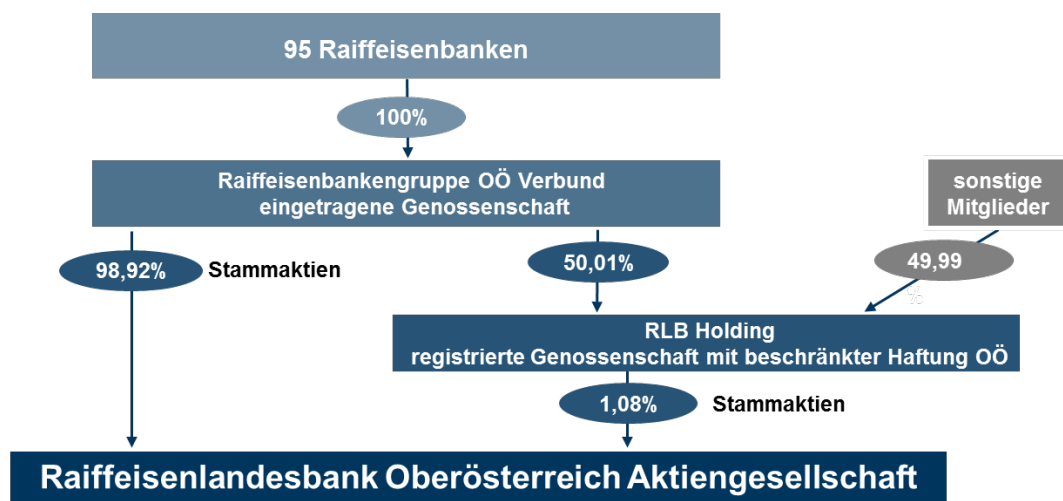 95 Raiffeisenbanken
100%
Raiffeisenbankengruppe OÖ Verbund
eingetragene Genossenschaft
sonstige
Mitglieder
98,92%
Stammaktien
50,01%
49,99
RLB Holding
registrierte Genossenschaft mit beschränkter Haftung OÖ
1,08%
Stammaktien
Raiffeisenlandesbank Oberösterreich Aktiengesellschaft